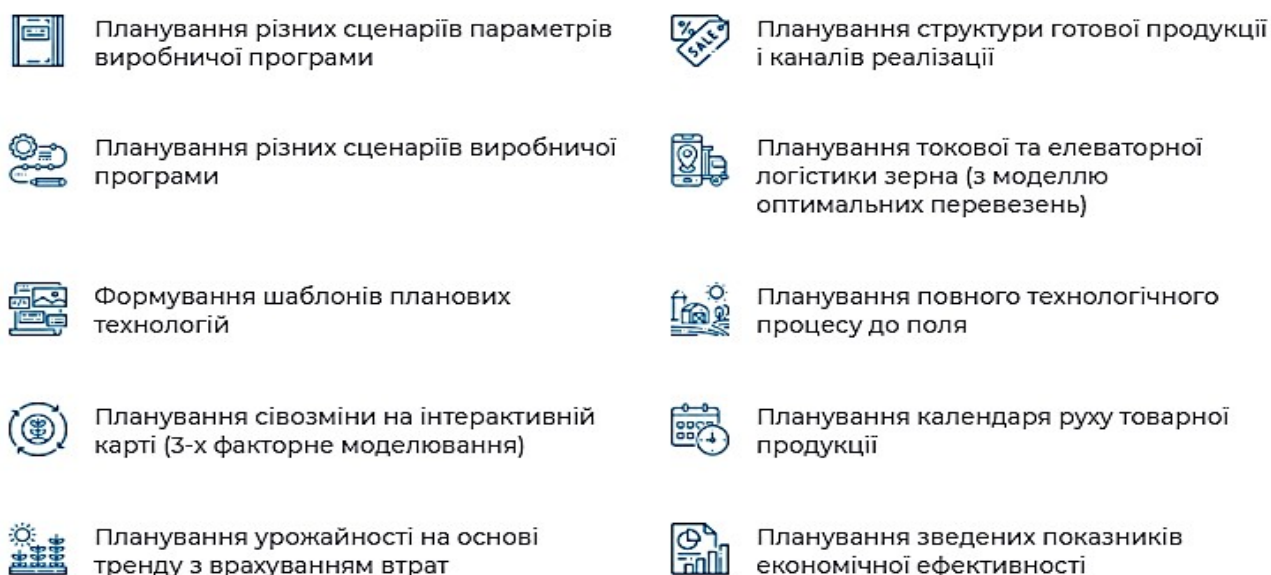 Планування різних сценаріїв параметрів
виробничої програми
Планування структури готової продукції
і каналів реалізації
Планування різних сценаріїв виробничої
програми
Планування токової та елеваторної
логістики зерна (з моделлю
оптимальних перевезень)
Формування шаблонів планових
технологій
Планування повного технологічного
процесу до поля
Планування сівозміни на інтерактивній
карті (3-х факторне моделювання)
Планування календаря руху товарної
продукції
Планування урожайності на основі
тренду з врахуванням втрат
Планування зведених показників
економічної ефективності
SALE